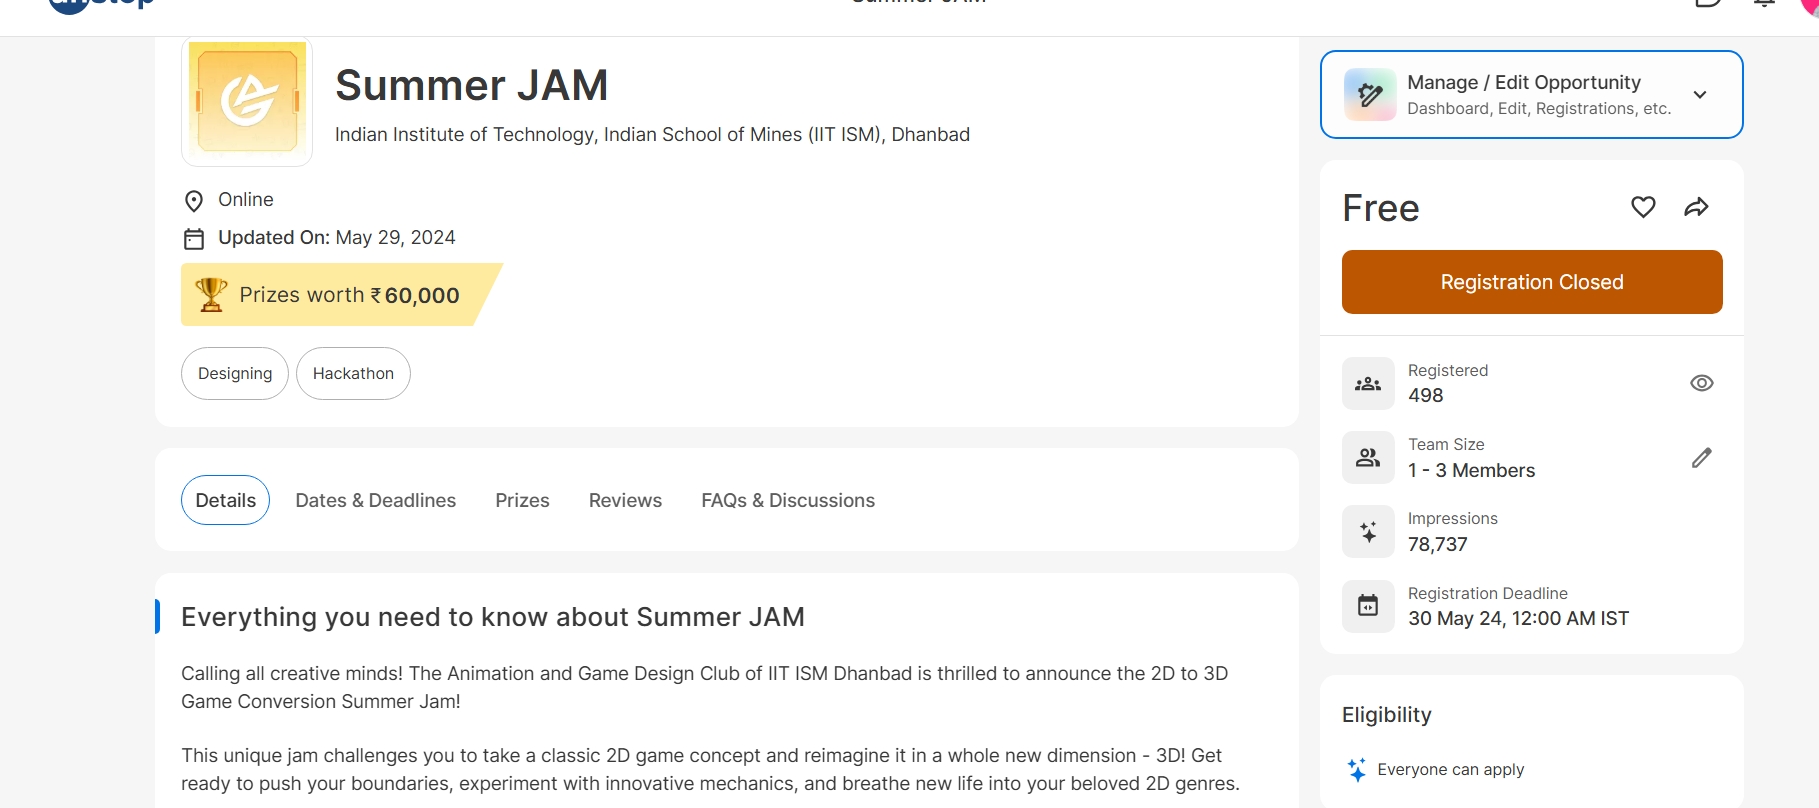 Summer JAM
Indian Institute of Technology, Indian School of Mines (IIT ISM), Dhanbad
Online
Updated On: May 29, 2024
Prizes worth ₹60,000
Designing
Hackathon
Details
Dates & Deadlines
Prizes
Reviews
FAQs & Discussions
Everything you need to know about Summer JAM
Calling all creative minds! The Animation and Game Design Club of IIT ISM Dhanbad is thrilled to announce the 2D to 3D
Game Conversion Summer Jam!
This unique jam challenges you to take a classic 2D game concept and reimagine it in a whole new dimension - 3D! Get
ready to push your boundaries, experiment with innovative mechanics, and breathe new life into your beloved 2D genres.
Manage / Edit Opportunity
Dashboard, Edit, Registrations, etc.
Free
Registration Closed
Registered
498
Team Size
1 - 3 Members
Impressions
78,737
Registration Deadline
30 May 24, 12:00 AM IST
Eligibility
Everyone can apply